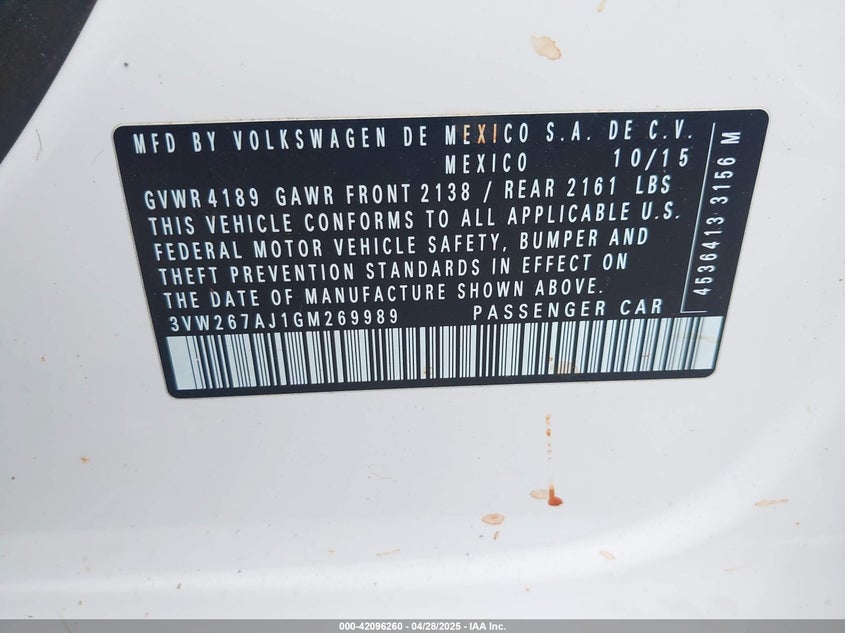 MFD BY VOLKSWAGEN DE MEXICO S.A. DE C.V.
MEXICO 10/15
GVWR 4189 GAWR FRONT 2138 / REAR 2161 LBS
THIS VEHICLE CONFORMS TO ALL APPLICABLE U.S.
FEDERAL MOTOR VEHICLE SAFETY, BUMPER AND
THEFT PREVENTION STANDARDS IN EFFECT ON
THE DATE OF MANUFACTURE SHOWN ABOVE.
3VW267AJ1GM269989 PASSENGER CAR
4536413 3156 M
000-42096260 - 04/28/2025 - IAA Inc.